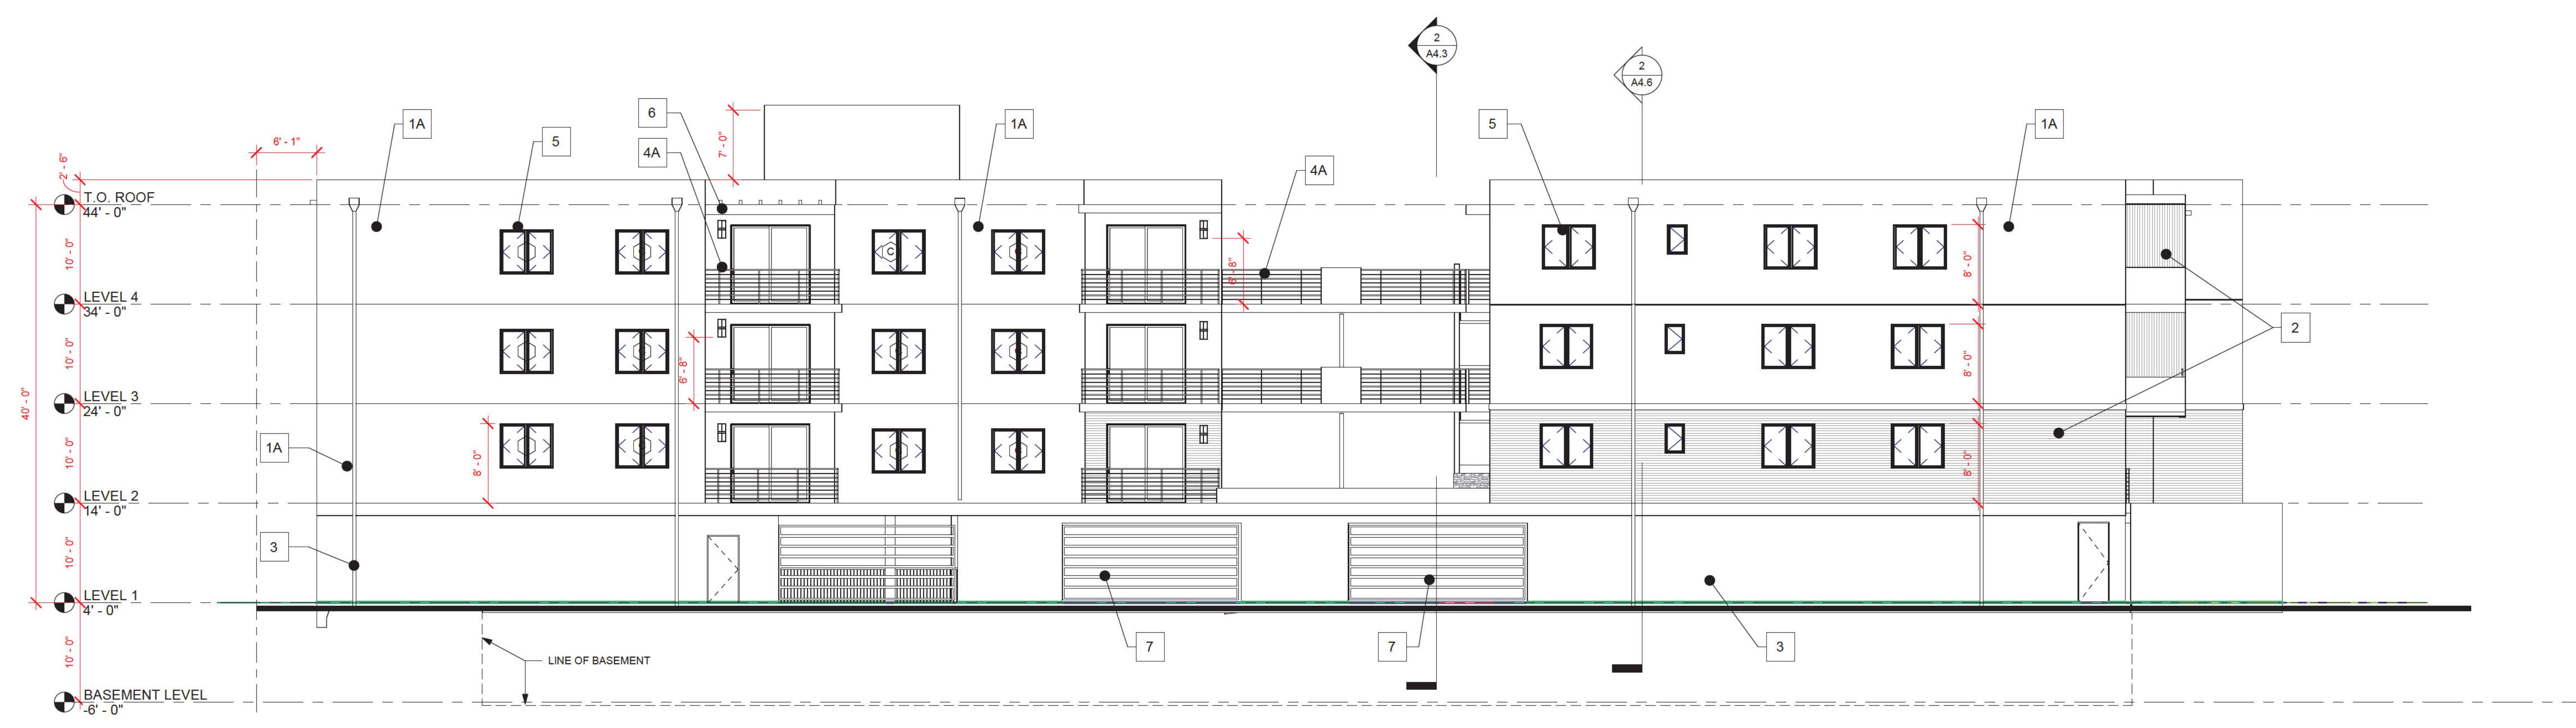 2
A4.3
2
A4.6
6
1A
1A
5
1A
5
4A
4A
6' - 1"
7' - 0"
2' - 6"
T.O. ROOF
44' - 0"
10' - 0"
C
6' - 8"
8' - 0"
LEVEL 4
34' - 0"
2
10' - 0"
6' - 8"
8' - 0"
40' - 0"
LEVEL 3
24' - 0"
1A
10' - 0"
8' - 0"
8' - 0"
LEVEL 2
14' - 0"
3
10' - 0"
LEVEL 1
4' - 0"
7
7
3
10' - 0"
LINE OF BASEMENT
BASEMENT LEVEL
-6' - 0"